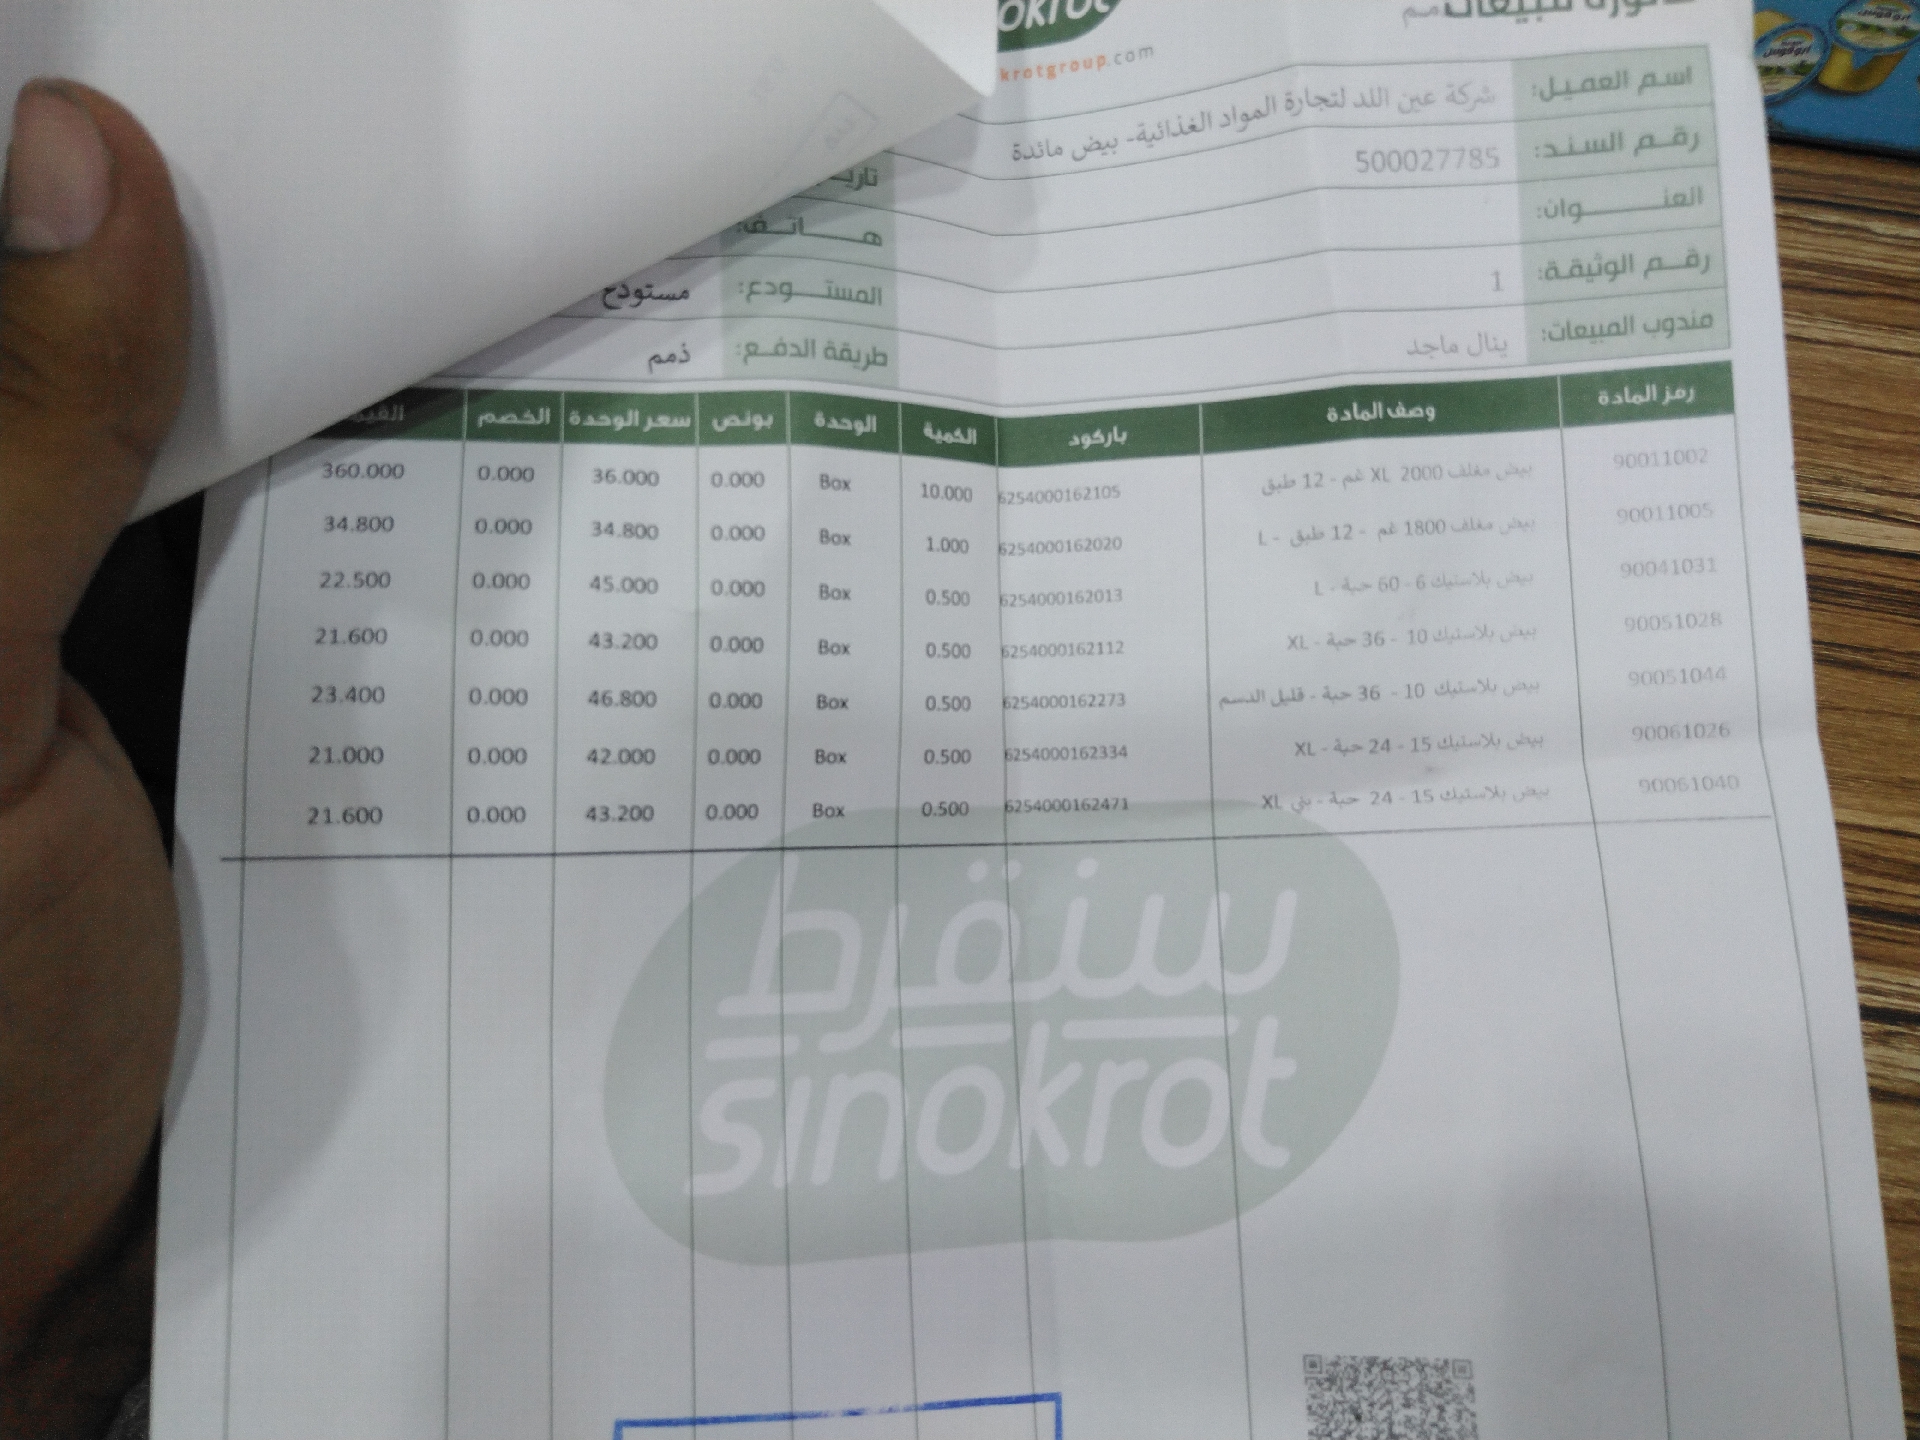 فاتورة مبيعات ذمم
krotgroup.com
اسم العميل: شركة عين اللد لتجارة المواد الغذائية- بيض مائدة
رقم السند: 500027785
تاريـ
العنـــوان:
هـــاتـــف:
رقم الوثيقة: 1
المستـــودع: مستودع
مندوب المبيعات: ينال ماجد
طريقة الدفع: ذمم
رمز المادة وصف المادة باركود الكمية الوحدة بونص سعر الوحدة الخصم القيمـ
90011002 بيض مغلف XL 2000 غم - 12 طبق 6254000162105 10.000 Box 0.000 36.000 0.000 360.000
90011005 بيض مغلف 1800 غم - 12 طبق - L 6254000162020 1.000 Box 0.000 34.800 0.000 34.800
90041031 بيض بلاستيك 6 - 60 حبة - L 6254000162013 0.500 Box 0.000 45.000 0.000 22.500
90051028 بيض بلاستيك 10 - 36 حبة - XL 6254000162112 0.500 Box 0.000 43.200 0.000 21.600
90051044 بيض بلاستيك 10 - 36 حبة - قليل الدسم 6254000162273 0.500 Box 0.000 46.800 0.000 23.400
90061026 بيض بلاستيك 15 - 24 حبة - XL 6254000162334 0.500 Box 0.000 42.000 0.000 21.000
90061040 بيض بلاستيك 15 - 24 حبة - بني XL 6254000162471 0.500 Box 0.000 43.200 0.000 21.600
سنقرط
sinokrot